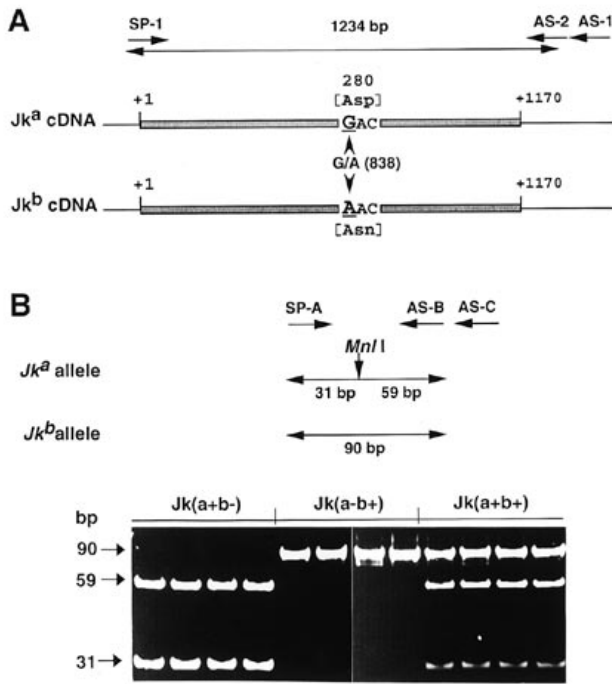 A
SP-1 1234 bp AS-2 AS-1
280
[Asp]
+1 +1170
Jkᵃ cDNA GAC
G/A (838)
+1 +1170
Jkᵇ cDNA AAC
[Asn]
B
SP-A AS-B AS-C
MnlI
Jkᵃ allele
31 bp 59 bp
Jkᵇ allele
90 bp
bp Jk(a+b-) Jk(a-b+) Jk(a+b+)
90
59
31